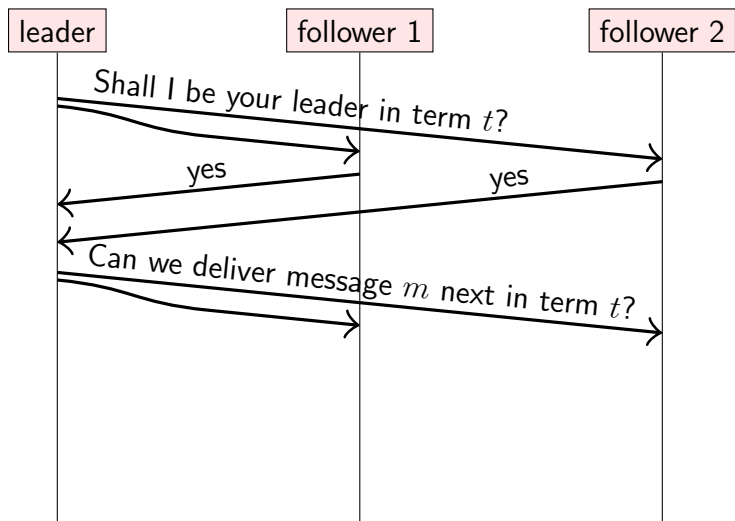 leader
follower 1
follower 2
Shall I be your leader in term t?
yes
yes
Can we deliver message m next in term t?